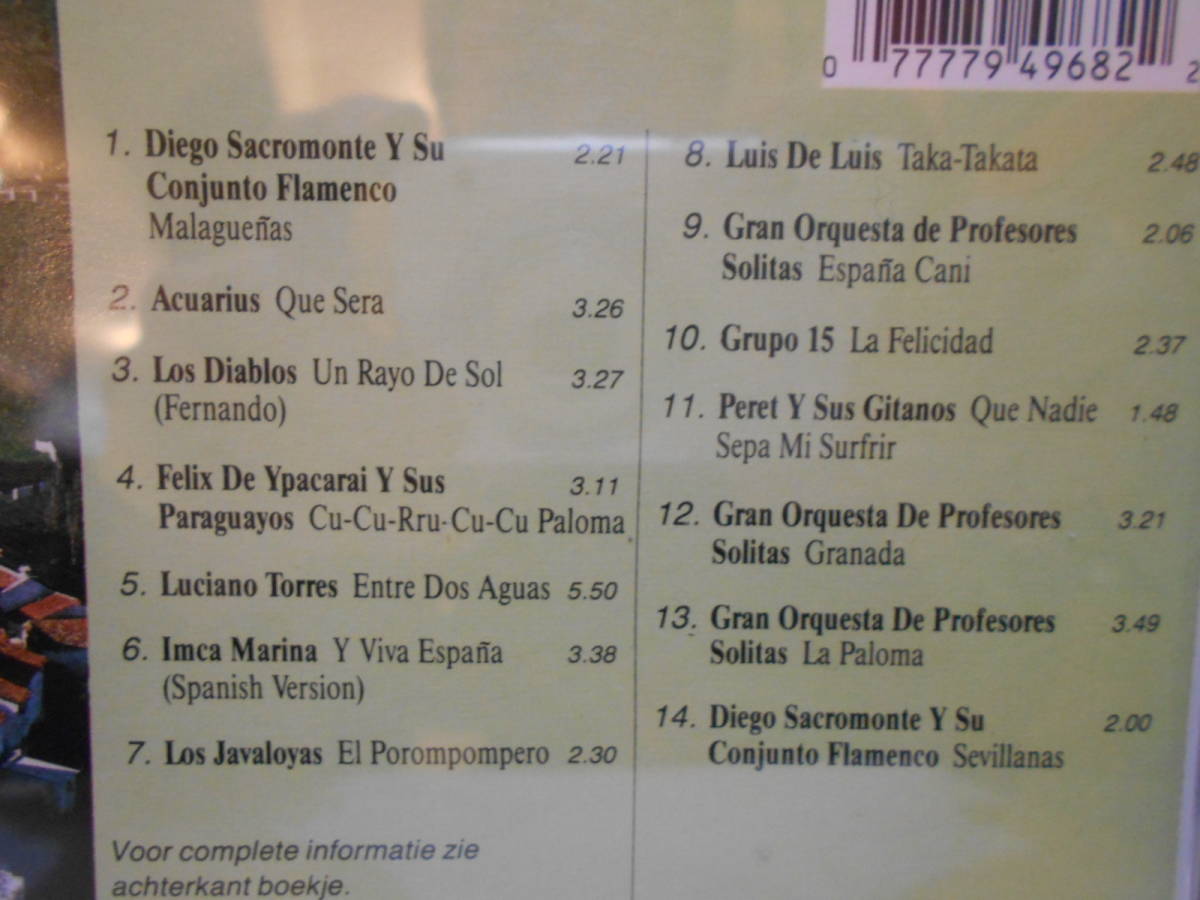 0 77779 49682 2
1. Diego Sacromonte Y Su 2.21
Conjunto Flamenco
Malagueñas
2. Acuarius Que Sera 3.26
3. Los Diablos Un Rayo De Sol 3.27
(Fernando)
4. Felix De Ypacarai Y Sus 3.11
Paraguayos Cu-Cu-Rru-Cu-Cu Paloma
5. Luciano Torres Entre Dos Aguas 5.50
6. Imca Marina Y Viva España 3.38
(Spanish Version)
7. Los Javaloyas El Porompompero 2.30
Voor complete informatie zie
achterkant boekje.
8. Luis De Luis Taka-Takata 2.48
9. Gran Orquesta de Profesores 2.06
Solitas España Cani
10. Grupo 15 La Felicidad 2.37
11. Peret Y Sus Gitanos Que Nadie 1.48
Sepa Mi Surfrir
12. Gran Orquesta De Profesores 3.21
Solitas Granada
13. Gran Orquesta De Profesores 3.49
Solitas La Paloma
14. Diego Sacromonte Y Su 2.00
Conjunto Flamenco Sevillanas